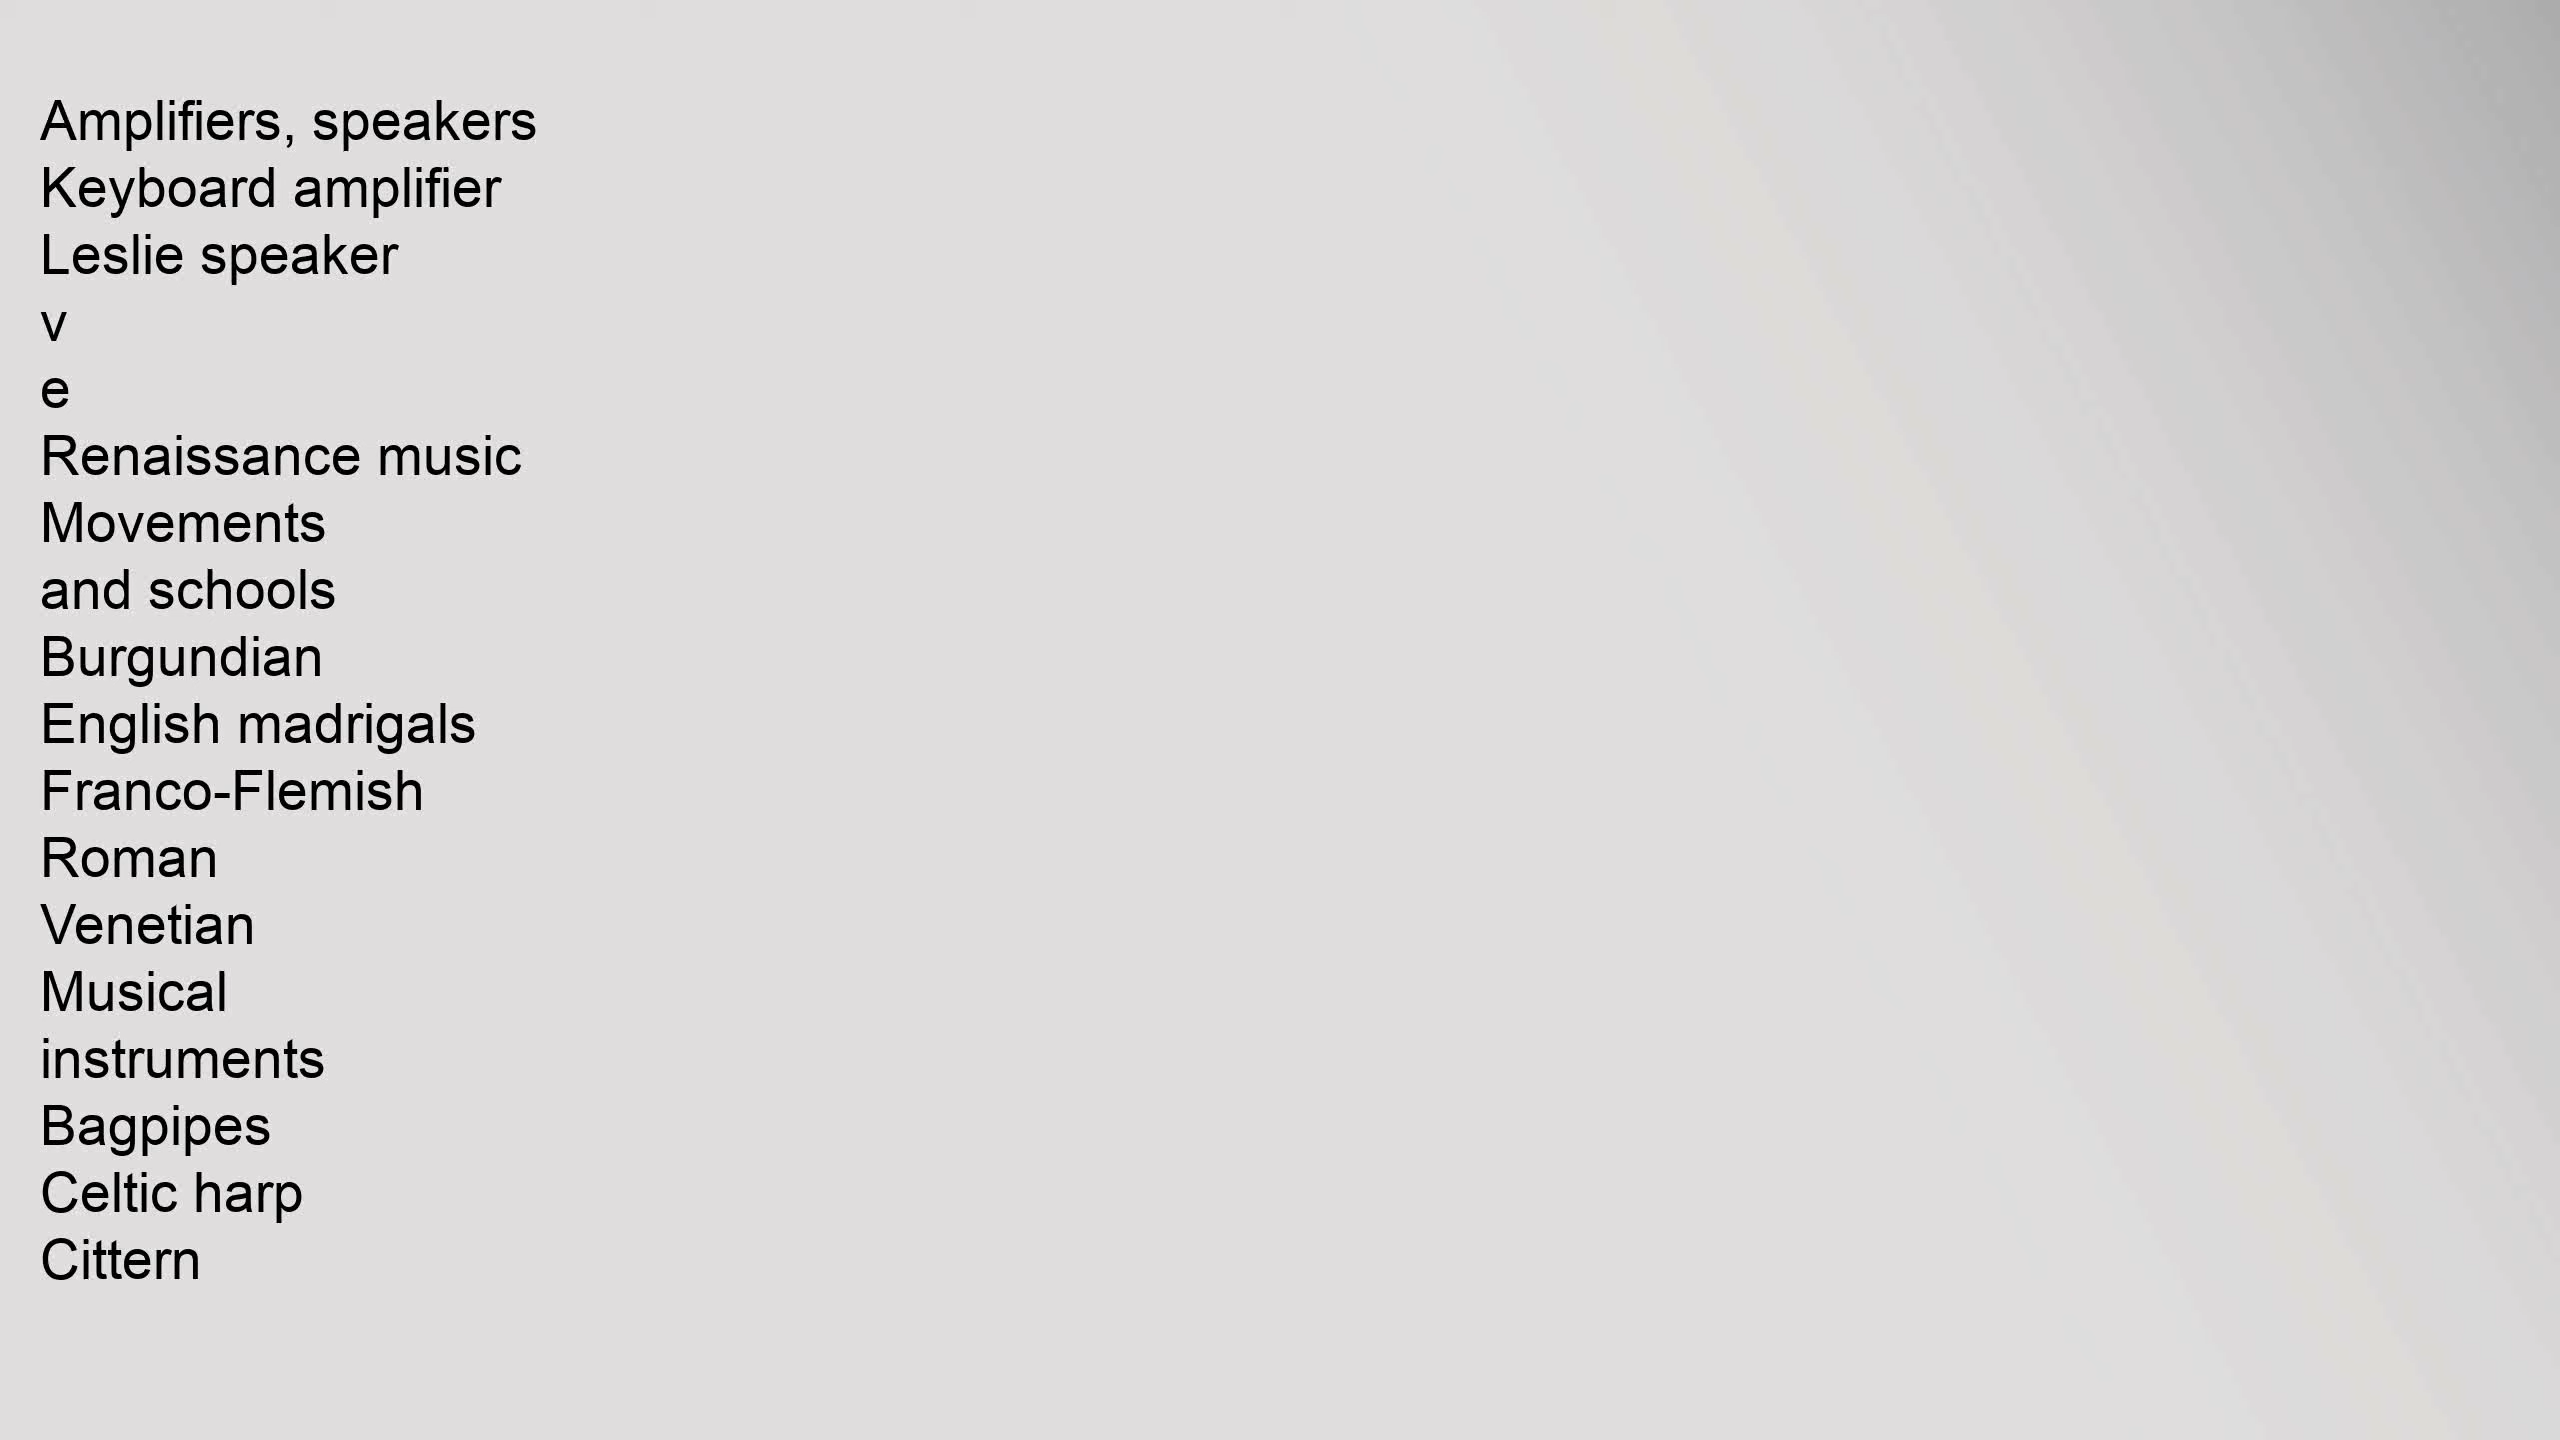 Amplifiers, speakers
Keyboard amplifier
Leslie speaker
v
e
Renaissance music
Movements
and schools
Burgundian
English madrigals
Franco-Flemish
Roman
Venetian
Musical
instruments
Bagpipes
Celtic harp
Cittern